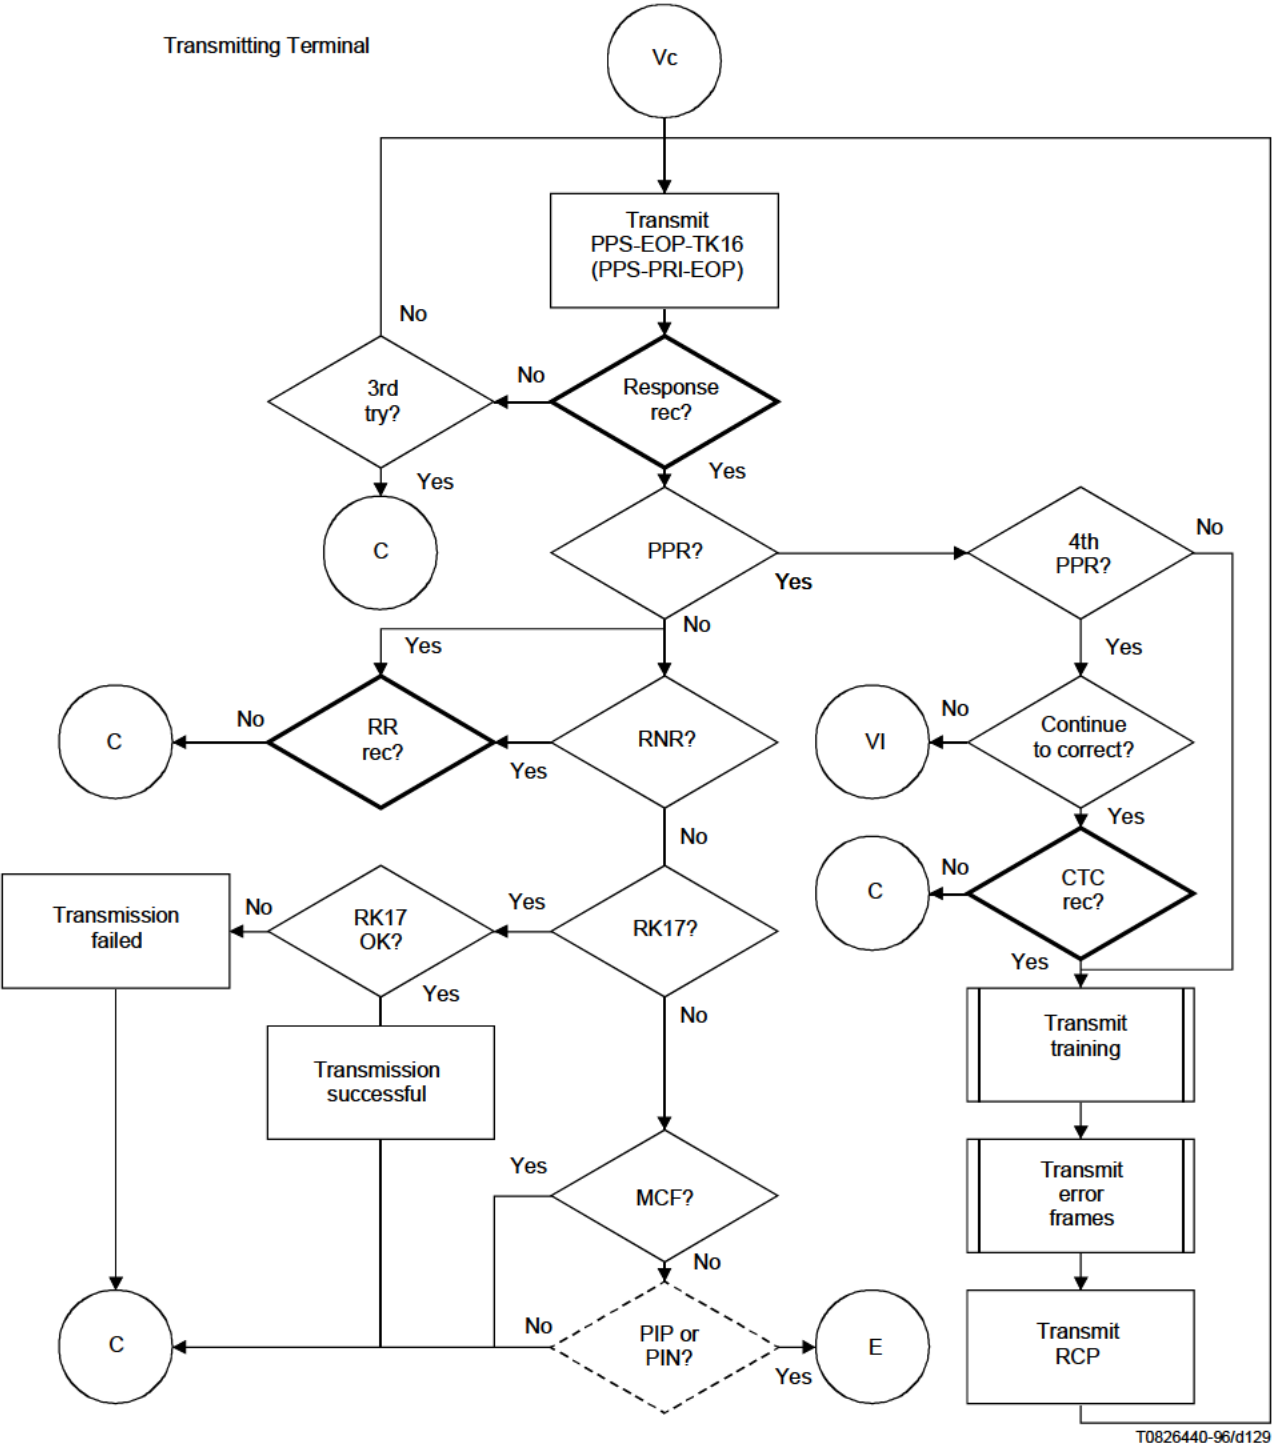 Transmitting Terminal
Vc
Transmit
PPS-EOP-TK16
(PPS-PRI-EOP)
No
3rd
try?
No
Response
rec?
Yes
Yes
C
PPR?
Yes
4th
PPR?
No
No
Yes
Yes
C
No
RR
rec?
Yes
RNR?
VI
No
Continue
to correct?
No
Yes
C
No
CTC
rec?
Transmission
failed
No
RK17
OK?
Yes
RK17?
Yes
Yes
No
Transmit
training
Transmission
successful
Yes
MCF?
Transmit
error
frames
No
C
No
PIP or
PIN?
Yes
E
Transmit
RCP
T0826440-96/d129